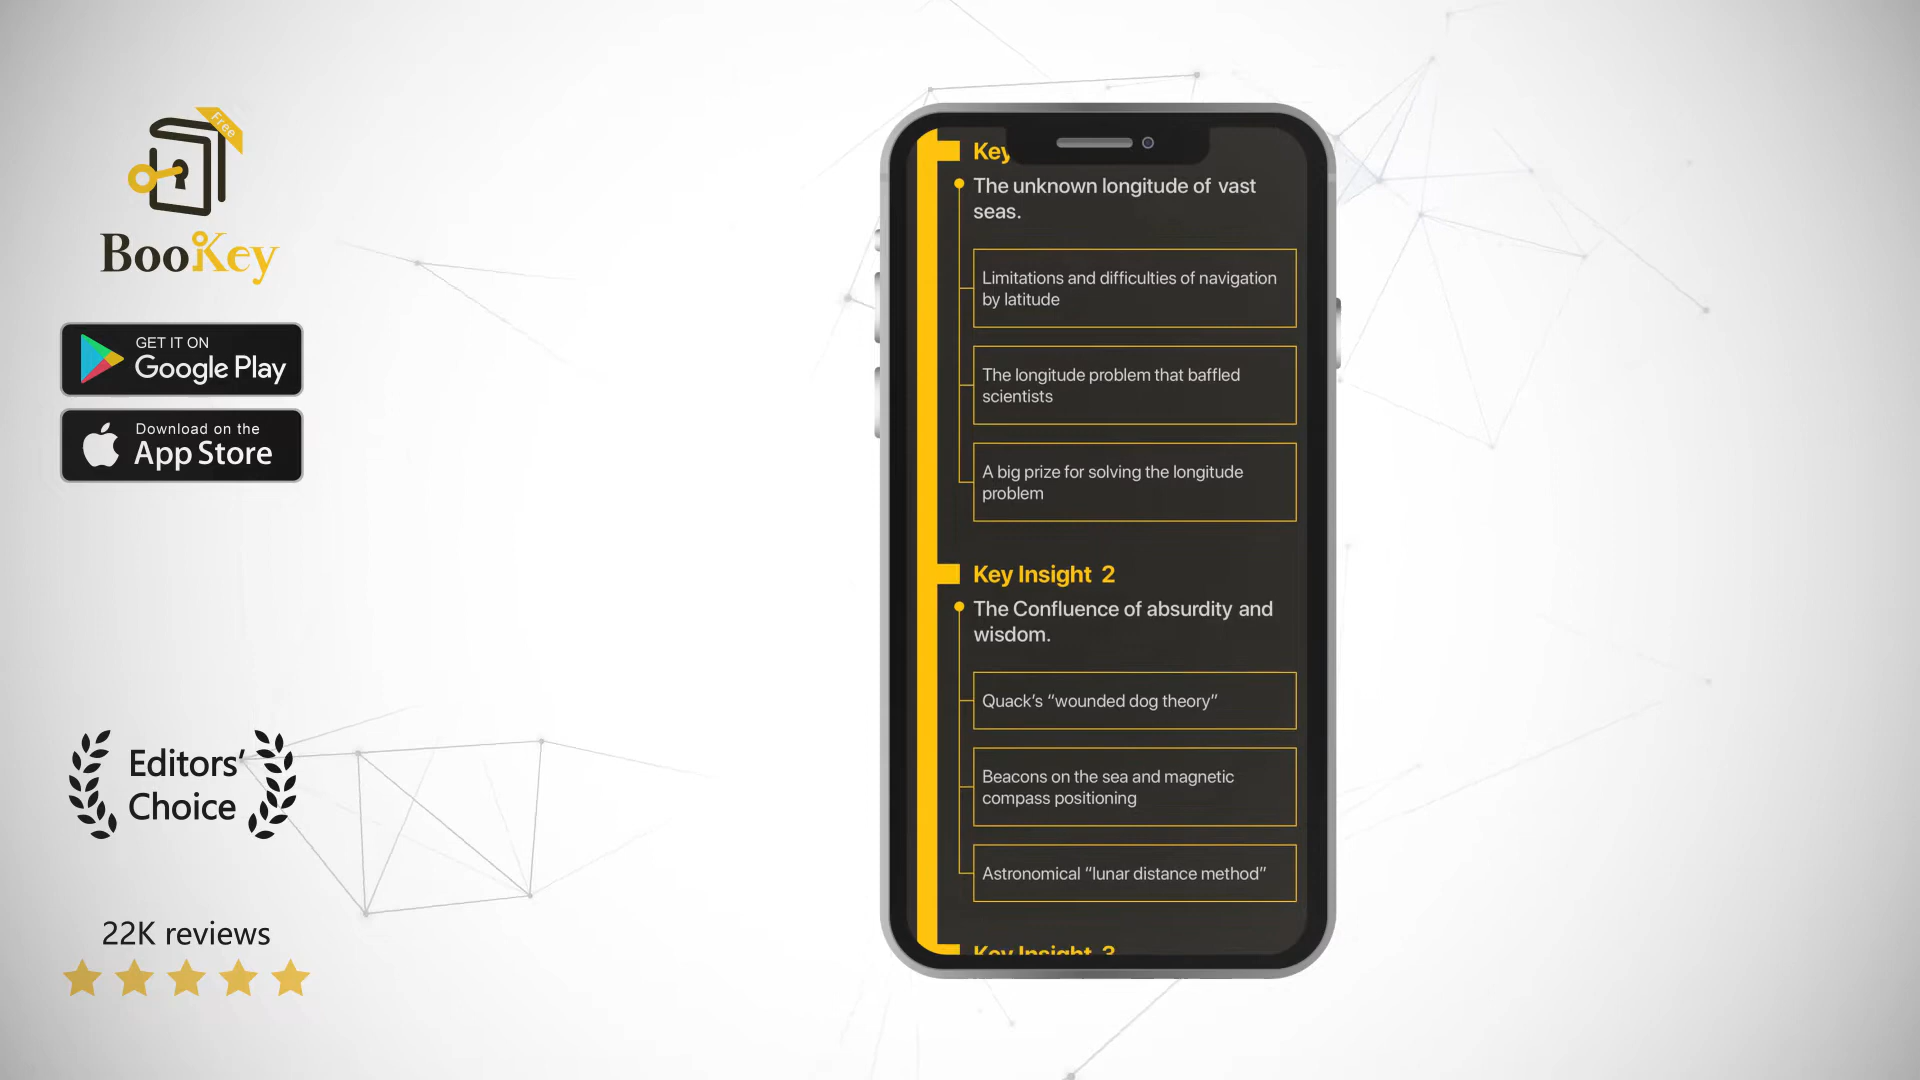 Free
BooKey
GET IT ON
Google Play
Download on the
App Store
Editors’
Choice
22K reviews
Key
The unknown longitude of vast
seas.
Limitations and difficulties of navigation
by latitude
The longitude problem that baffled
scientists
A big prize for solving the longitude
problem
Key Insight 2
The Confluence of absurdity and
wisdom.
Quack’s “wounded dog theory”
Beacons on the sea and magnetic
compass positioning
Astronomical “lunar distance method”
Key Insight 3